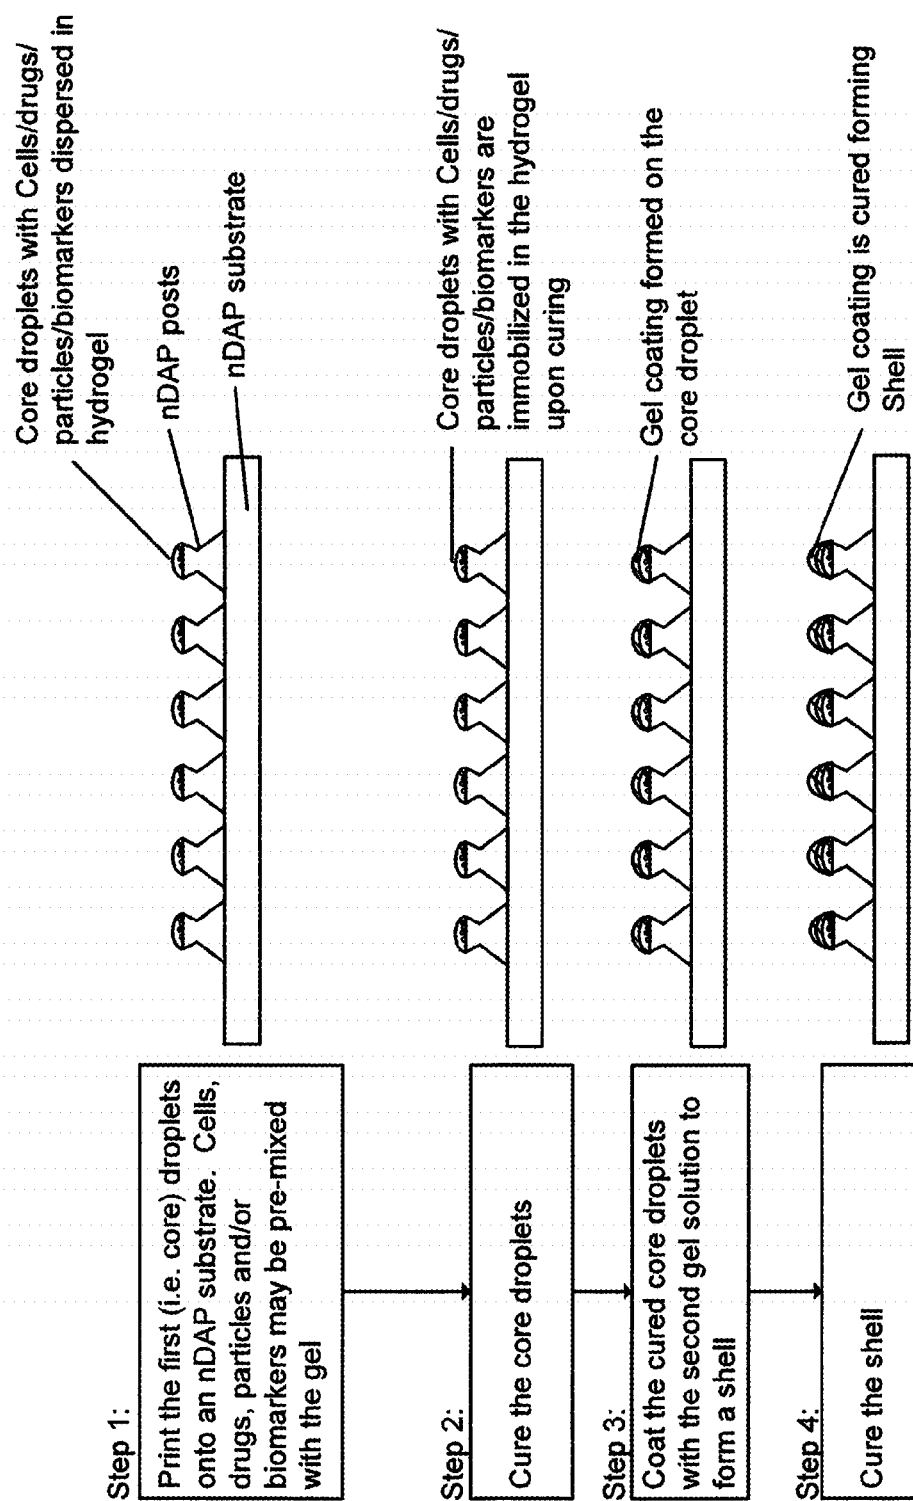 Step 1:
Print the first (i.e. core) droplets
onto an nDAP substrate. Cells,
drugs, particles and/or
biomarkers may be pre-mixed
with the gel
Core droplets with Cells/drugs/
particles/biomarkers dispersed in
hydrogel
nDAP posts
nDAP substrate
Step 2:
Cure the core droplets
Core droplets with Cells/drugs/
particles/biomarkers are
immobilized in the hydrogel
upon curing
Step 3:
Coat the cured core droplets
with the second gel solution to
form a shell
Gel coating formed on the
core droplet
Step 4:
Cure the shell
Gel coating is cured forming
Shell